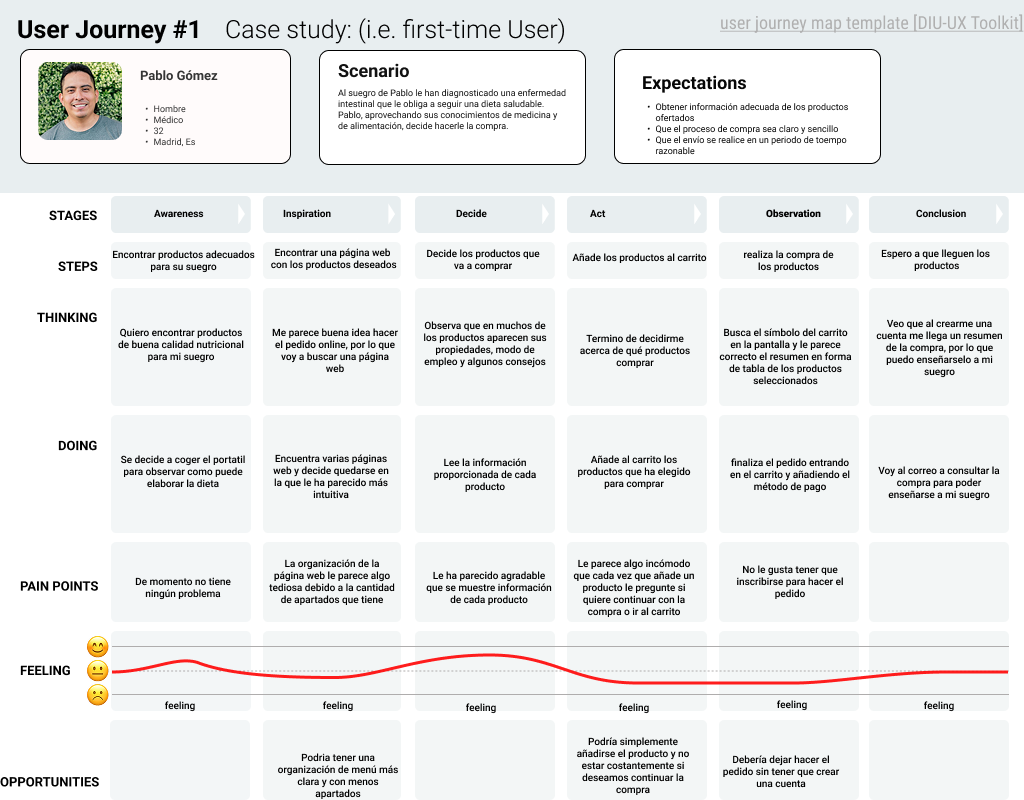 User Journey #1 Case study: (i.e. first-time User)
user journey map template [DIU-UX Toolkit]
Pablo Gómez
• Hombre
• Médico
• 32
• Madrid, Es
Scenario
Al suegro de Pablo le han diagnosticado una enfermedad
intestinal que le obliga a seguir una dieta saludable.
Pablo, aprovechando sus conocimientos de medicina y
de alimentación, decide hacerle la compra.
Expectations
• Obtener información adecuada de los productos
ofertados
• Que el proceso de compra sea claro y sencillo
• Que el envío se realice en un periodo de toempo
razonable
STAGES
Awareness
Inspiration
Decide
Act
Observation
Conclusion
STEPS
Encontrar productos adecuados
para su suegro
Encontrar una página web
con los productos deseados
Decide los productos que
va a comprar
Añade los productos al carrito
realiza la compra de
los productos
Espero a que lleguen los
productos
THINKING
Quiero encontrar productos
de buena calidad nutricional
para mi suegro
Me parece buena idea hacer
el pedido online, por lo que
voy a buscar una página
web
Observa que en muchos de
los productos aparecen sus
propiedades, modo de
empleo y algunos consejos
Termino de decidirme
acerca de qué productos
comprar
Busca el símbolo del carrito
en la pantalla y le parece
correcto el resumen en forma
de tabla de los productos
seleccionados
Veo que al crearme una
cuenta me llega un resumen
de la compra, por lo que
puedo enseñarselo a mi
suegro
DOING
Se decide a coger el portatil
para observar como puede
elaborar la dieta
Encuentra varias páginas
web y decide quedarse en
la que le ha parecido más
intuitiva
Lee la información
proporcionada de cada
producto
Añade al carrito los
productos que ha elegido
para comprar
finaliza el pedido entrando
en el carrito y añadiendo el
método de pago
Voy al correo a consultar la
compra para poder
enseñarse a mi suegro
PAIN POINTS
De momento no tiene
ningún problema
La organización de la
página web le parece algo
tediosa debido a la cantidad
de apartados que tiene
Le ha parecido agradable
que se muestre información
de cada producto
Le parece algo incómodo
que cada vez que añade un
producto le pregunte si
quiere continuar con la
compra o ir al carrito
No le gusta tener que
inscribirse para hacer el
pedido
FEELING
feeling
feeling
feeling
feeling
feeling
feeling
OPPORTUNITIES
Podria tener una
organización de menú más
clara y con menos
apartados
Podría simplemente
añadirse el producto y no
estar costantemente si
deseamos continuar la
compra
Debería dejar hacer el
pedido sin tener que crear
una cuenta